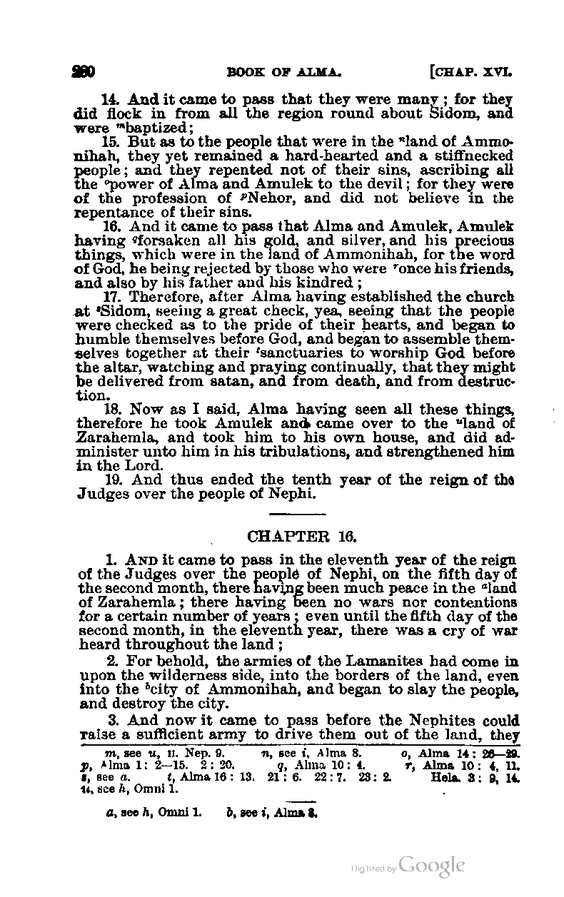 260 BOOK OF ALMA. [CHAP. XVI.
14. And it came to pass that they were many ; for they
did flock in from all the region round about Sidom, and
were ᵐbaptized;
15. But as to the people that were in the ⁿland of Ammo-
nihah, they yet remained a hard-hearted and a stiffnecked
people; and they repented not of their sins, ascribing all
the ᵒpower of Alma and Amulek to the devil ; for they were
of the profession of ᵖNehor, and did not believe in the
repentance of their sins.
16. And it came to pass that Alma and Amulek, Amulek
having qforsaken all his gold, and silver, and his precious
things, which were in the land of Ammonihah, for the word
of God, he being rejected by those who were ʳonce his friends,
and also by his father and his kindred ;
17. Therefore, after Alma having established the church
at ˢSidom, seeing a great check, yea, seeing that the people
were checked as to the pride of their hearts, and began to
humble themselves before God, and began to assemble them-
selves together at their ᵗsanctuaries to worship God before
the altar, watching and praying continually, that they might
be delivered from satan, and from death, and from destruc-
tion.
18. Now as I said, Alma having seen all these things,
therefore he took Amulek and came over to the ᵘland of
Zarahemla, and took him to his own house, and did ad-
minister unto him in his tribulations, and strengthened him
in the Lord.
19. And thus ended the tenth year of the reign of the
Judges over the people of Nephi.
CHAPTER 16.
1. AND it came to pass in the eleventh year of the reign
of the Judges over the people of Nephi, on the fifth day of
the second month, there having been much peace in the ᵃland
of Zarahemla ; there having been no wars nor contentions
for a certain number of years ; even until the fifth day of the
second month, in the eleventh year, there was a cry of war
heard throughout the land ;
2. For behold, the armies of the Lamanites had come in
upon the wilderness side, into the borders of the land, even
into the ᵇcity of Ammonihah, and began to slay the people,
and destroy the city.
3. And now it came to pass before the Nephites could
raise a sufficient army to drive them out of the land, they
m, see u, II. Nep. 9. n, see i, Alma 8. o, Alma 14: 26—29.
p, Alma 1: 2—15. 2: 20. q, Alma 10: 4. r, Alma 10: 4, 11.
s, see a. t, Alma 16: 13. 21: 6. 22: 7. 23: 2. Hela. 3: 9, 14.
u, see h, Omni 1.
a, see h, Omni 1. b, see i, Alma 8.
Digitized by Google